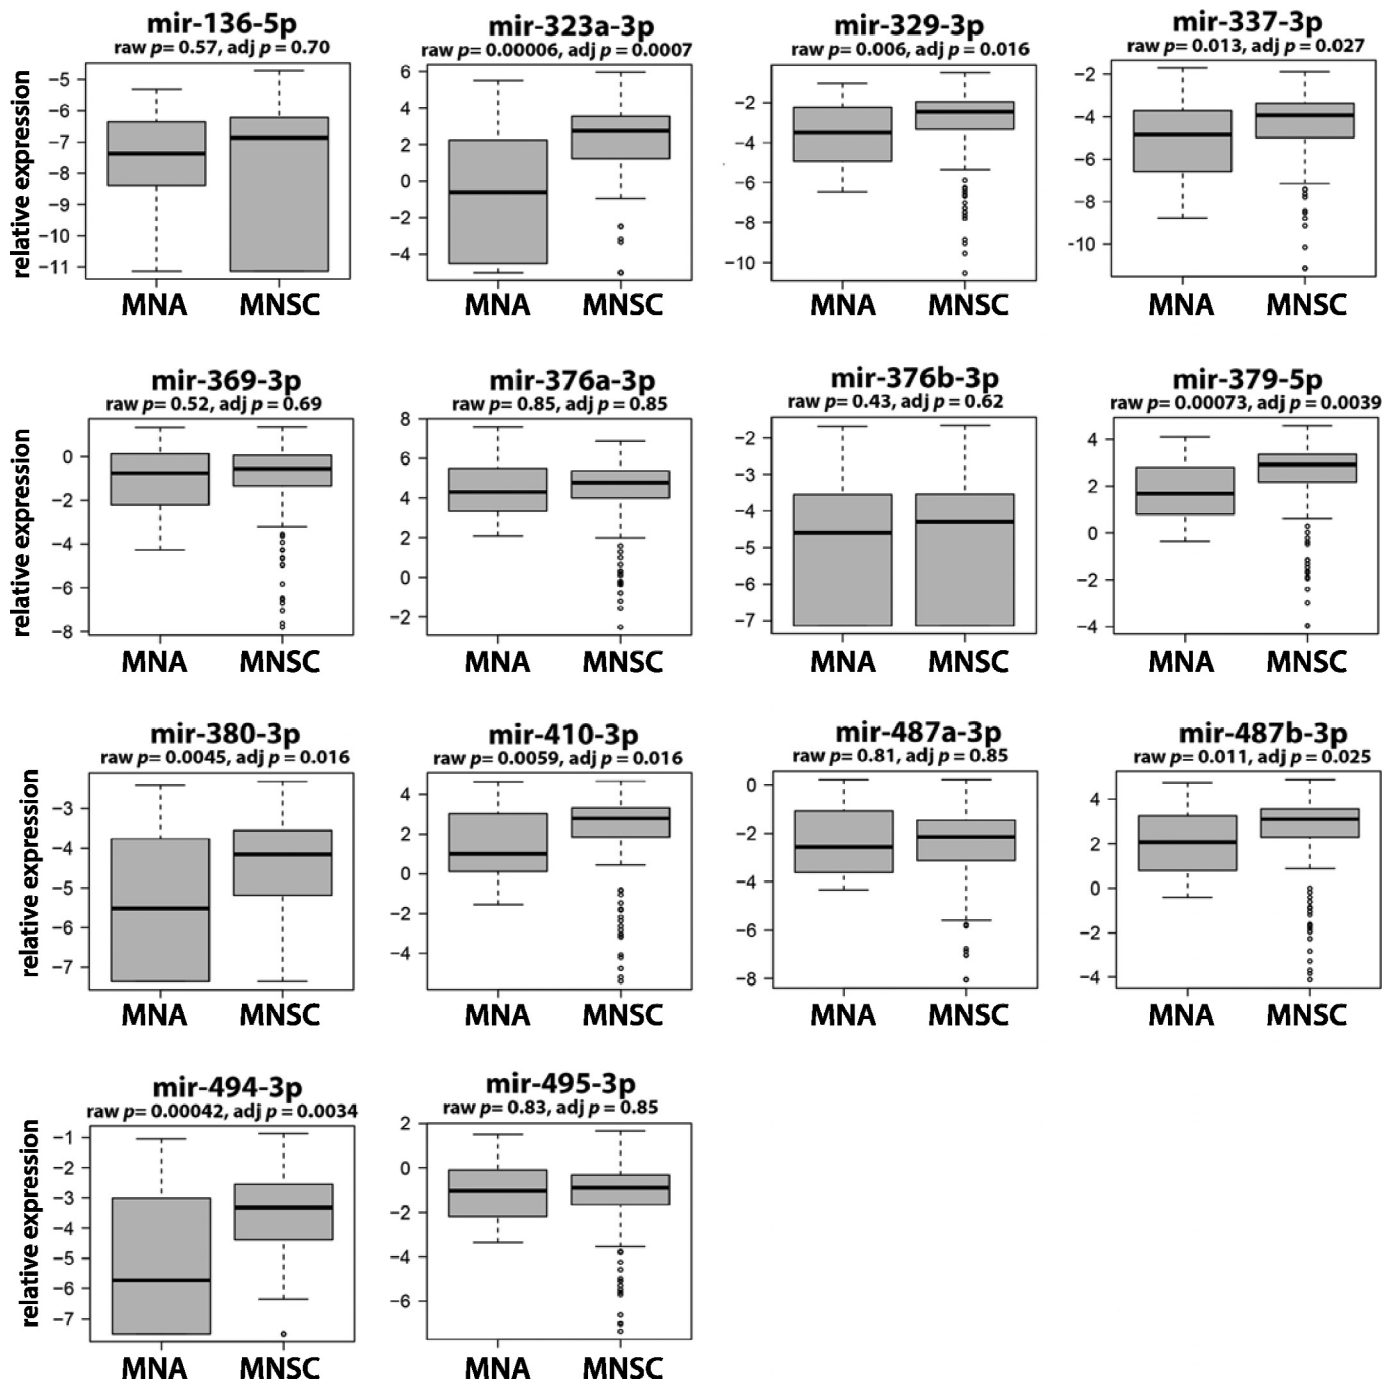 mir-136-5p
raw p= 0.57, adj p = 0.70
relative expression
−5
−6
−7
−8
−9
−10
−11
MNA MNSC
mir-323a-3p
raw p= 0.00006, adj p = 0.0007
6
4
2
0
−2
−4
MNA MNSC
mir-329-3p
raw p= 0.006, adj p = 0.016
−2
−4
−6
−8
−10
MNA MNSC
mir-337-3p
raw p= 0.013, adj p = 0.027
−2
−4
−6
−8
-10
MNA MNSC
mir-369-3p
raw p= 0.52, adj p = 0.69
relative expression
0
−2
−4
−6
−8
MNA MNSC
mir-376a-3p
raw p= 0.85, adj p = 0.85
8
6
4
2
0
−2
MNA MNSC
mir-376b-3p
raw p= 0.43, adj p = 0.62
−2
−3
−4
−5
−6
−7
MNA MNSC
mir-379-5p
raw p= 0.00073, adj p = 0.0039
4
2
0
−2
−4
MNA MNSC
mir-380-3p
raw p= 0.0045, adj p = 0.016
relative expression
−3
−4
−5
−6
−7
MNA MNSC
mir-410-3p
raw p= 0.0059, adj p = 0.016
4
2
0
−2
−4
MNA MNSC
mir-487a-3p
raw p= 0.81, adj p = 0.85
0
−2
−4
−6
−8
MNA MNSC
mir-487b-3p
raw p= 0.011, adj p = 0.025
4
2
0
−2
−4
MNA MNSC
mir-494-3p
raw p= 0.00042, adj p = 0.0034
relative expression
−1
−2
−3
−4
−5
−6
−7
MNA MNSC
mir-495-3p
raw p= 0.83, adj p = 0.85
2
0
−2
−4
−6
MNA MNSC